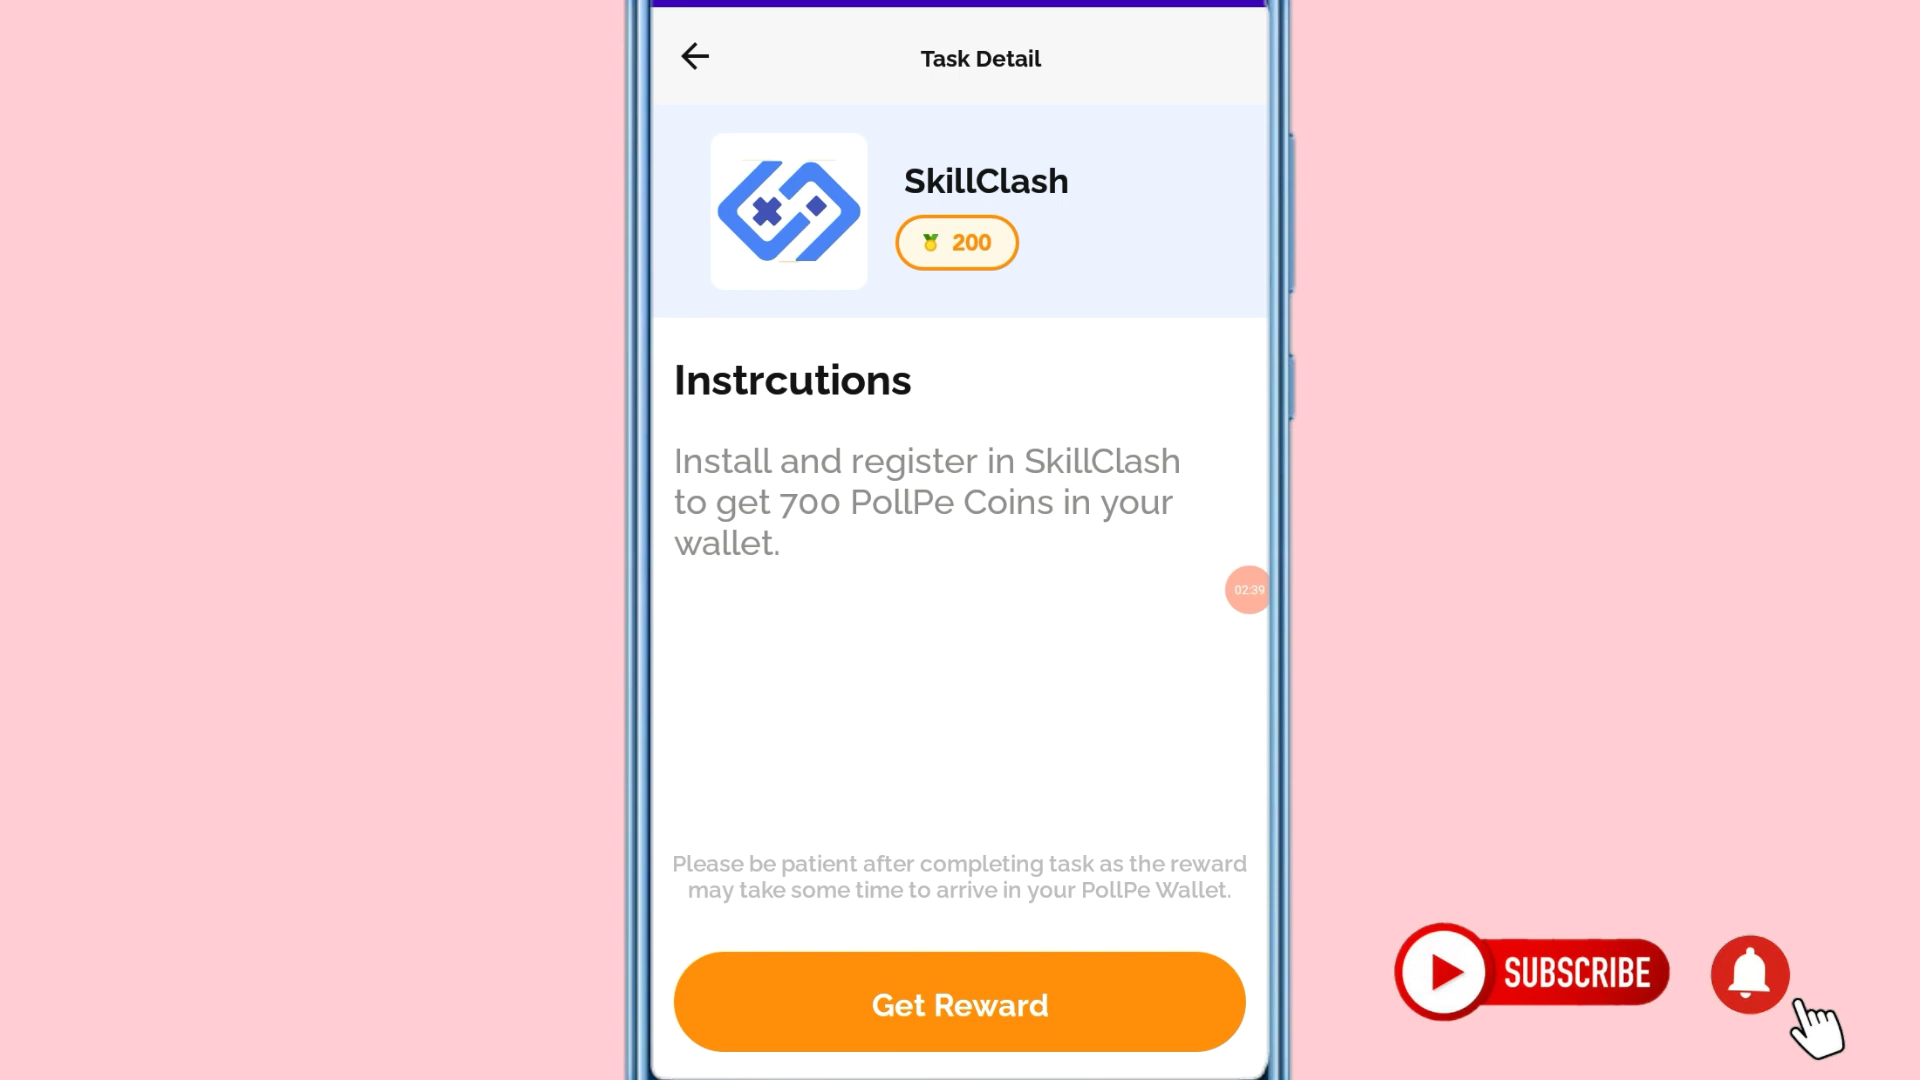 Task Detail
SkillClash
200
Instrcutions
Install and register in SkillClash
to get 700 PollPe Coins in your
wallet.
02:39
Please be patient after completing task as the reward
may take some time to arrive in your PollPe Wallet.
Get Reward
SUBSCRIBE